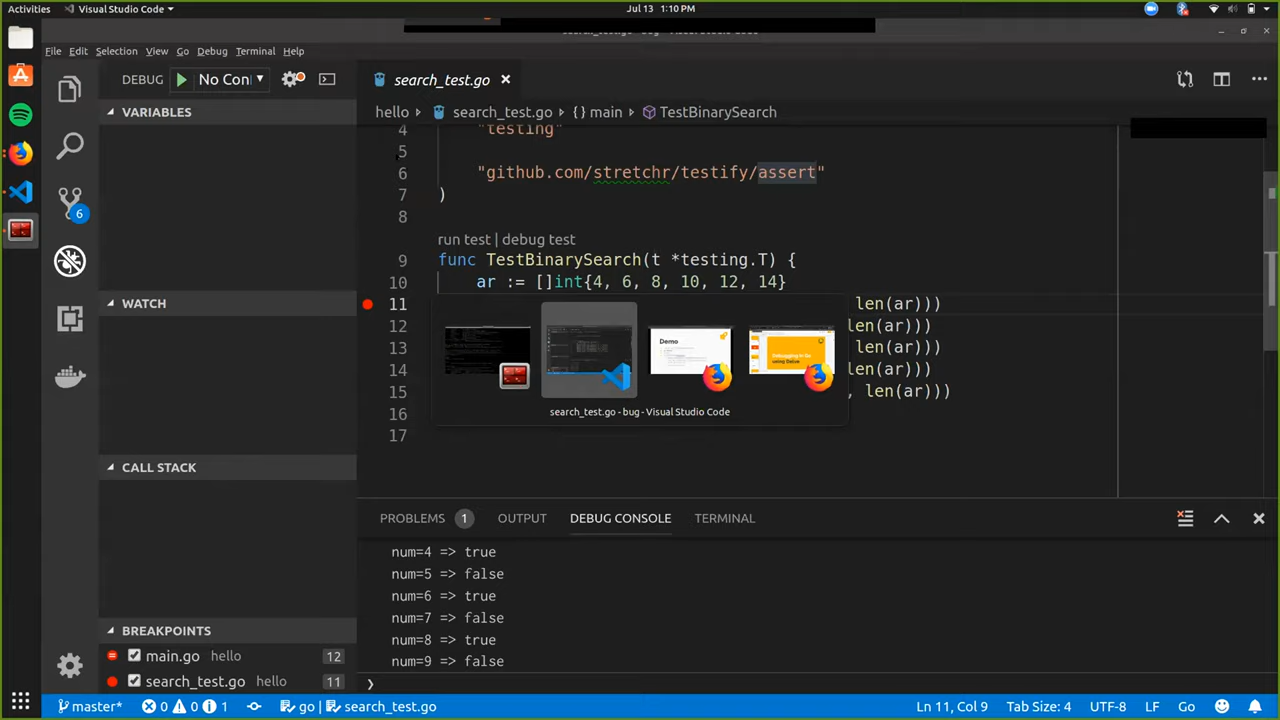 Activities
Visual Studio Code
Jul 13 1:10 PM
File Edit Selection View Go Debug Terminal Help
DEBUG
No Con
search_test.go
hello
search_test.go
{ } main
TestBinarySearch
VARIABLES
WATCH
CALL STACK
BREAKPOINTS
main.go hello 12
search_test.go hello 11
6
4 "testing"
5
6 "github.com/stretchr/testify/assert"
7 )
8
run test | debug test
9 func TestBinarySearch(t *testing.T) {
10 ar := []int{4, 6, 8, 10, 12, 14}
11 len(ar)))
12 len(ar)))
13 len(ar)))
14 len(ar)))
15 , len(ar)))
16
17
Demo
Debugging in Go
using Delve
search_test.go - bug - Visual Studio Code
PROBLEMS 1 OUTPUT DEBUG CONSOLE TERMINAL
num=4 => true
num=5 => false
num=6 => true
num=7 => false
num=8 => true
num=9 => false
master* 0 0 1 go | search_test.go
Ln 11, Col 9 Tab Size: 4 UTF-8 LF Go